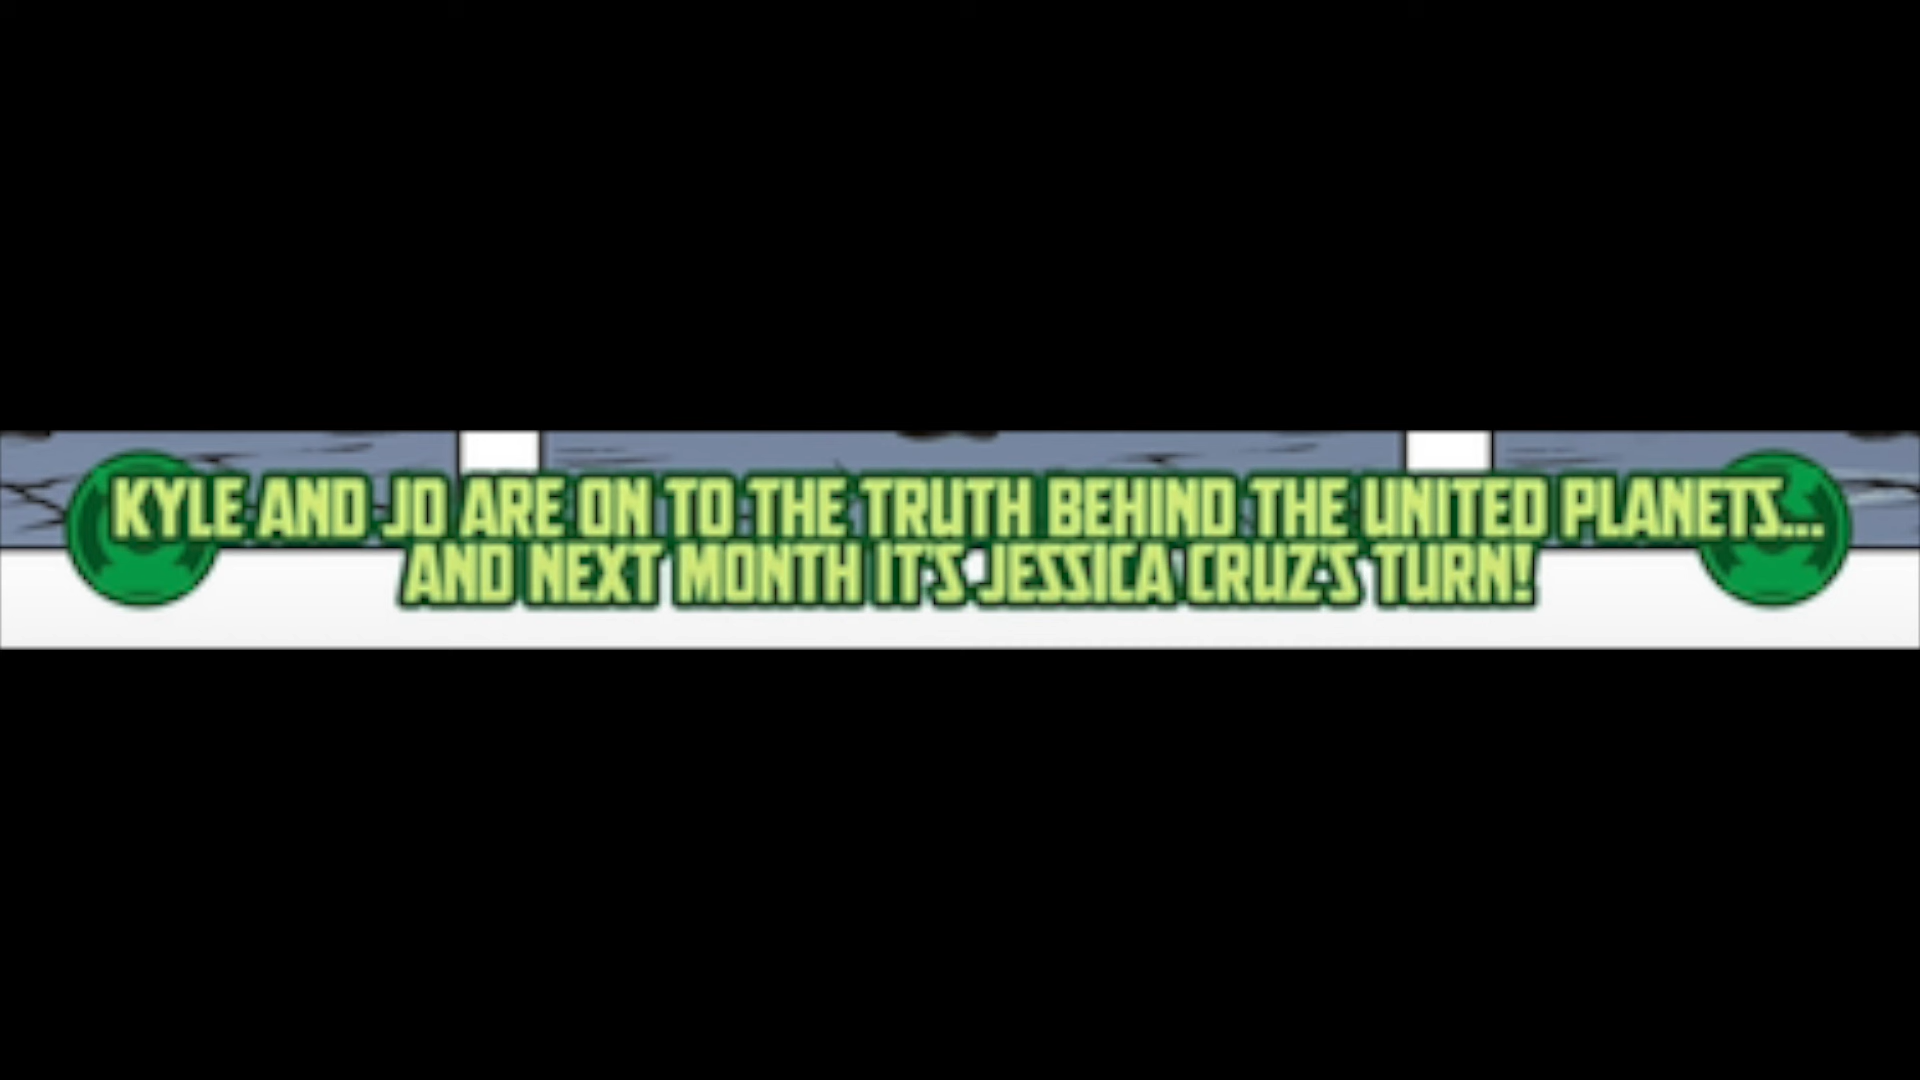 KYLE AND JO ARE ON TO THE TRUTH BEHIND THE UNITED PLANETS...
AND NEXT MONTH IT'S JESSICA CRUZ'S TURN!